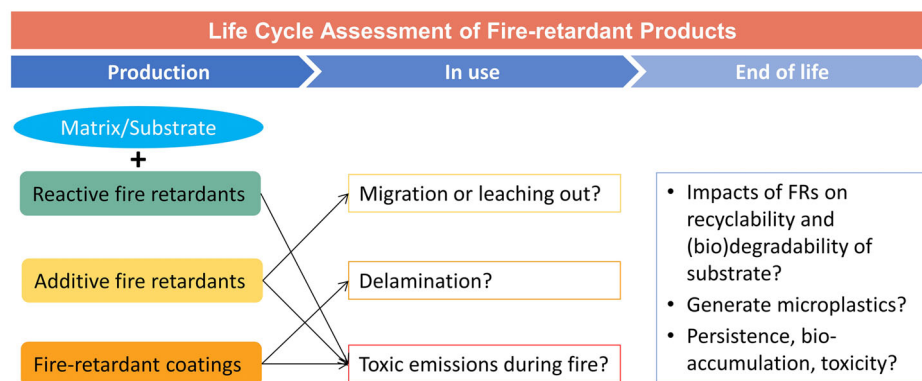 Life Cycle Assessment of Fire-retardant Products
Production
In use
End of life
Matrix/Substrate
+
Reactive fire retardants
Additive fire retardants
Fire-retardant coatings
Migration or leaching out?
Delamination?
Toxic emissions during fire?
• Impacts of FRs on
recyclability and
(bio)degradability of
substrate?
• Generate microplastics?
• Persistence, bio-
accumulation, toxicity?